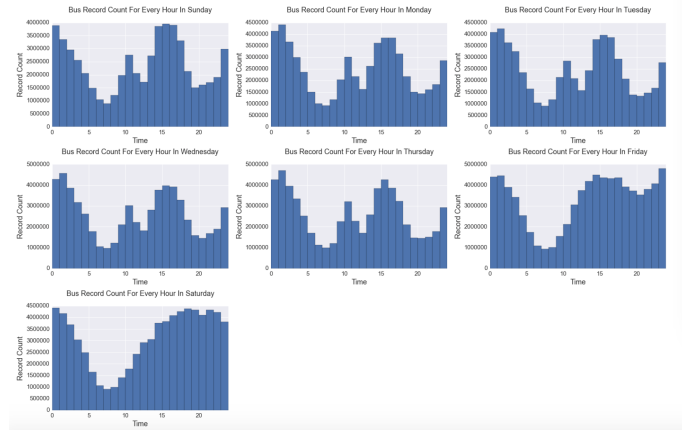 Bus Record Count For Every Hour In Sunday
Record Count
4000000
3500000
3000000
2500000
2000000
1500000
1000000
500000
0
0 5 10 15 20
Time
Bus Record Count For Every Hour In Monday
Record Count
4500000
4000000
3500000
3000000
2500000
2000000
1500000
1000000
500000
0
0 5 10 15 20
Time
Bus Record Count For Every Hour In Tuesday
Record Count
4500000
4000000
3500000
3000000
2500000
2000000
1500000
1000000
500000
0
0 5 10 15 20
Time
Bus Record Count For Every Hour In Wednesday
Record Count
5000000
4000000
3000000
2000000
1000000
0
0 5 10 15 20
Time
Bus Record Count For Every Hour In Thursday
Record Count
5000000
4000000
3000000
2000000
1000000
0
0 5 10 15 20
Time
Bus Record Count For Every Hour In Friday
Record Count
5000000
4000000
3000000
2000000
1000000
0
0 5 10 15 20
Time
Bus Record Count For Every Hour In Saturday
Record Count
4500000
4000000
3500000
3000000
2500000
2000000
1500000
1000000
500000
0
0 5 10 15 20
Time